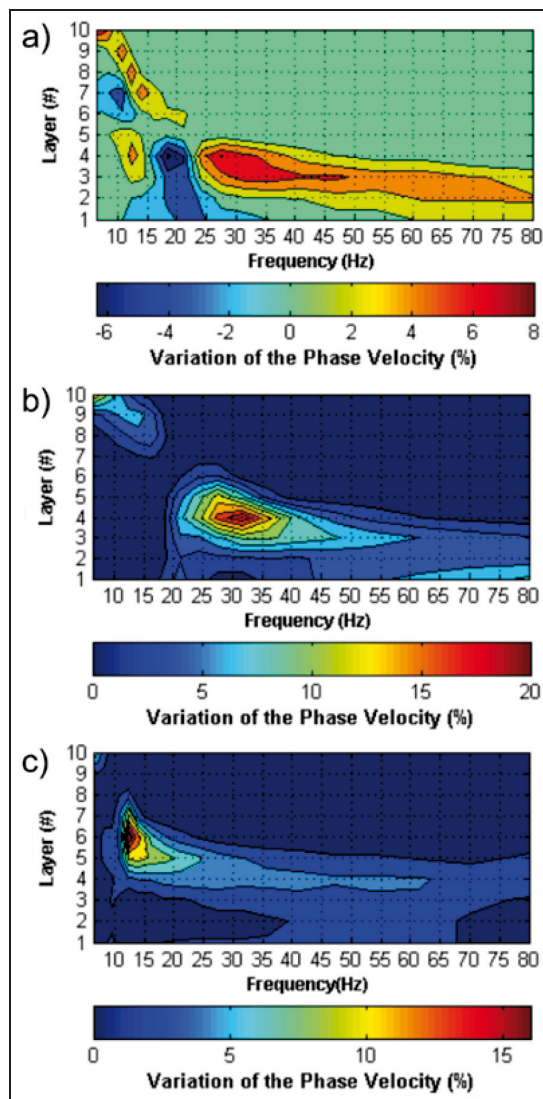 a)
Layer (#)
10
9
8
7
6
5
4
3
2
1
10 15 20 25 30 35 40 45 50 55 60 65 70 75 80
Frequency (Hz)
-6 -4 -2 0 2 4 6 8
Variation of the Phase Velocity (%)
b)
Layer (#)
10
9
8
7
6
5
4
3
2
1
10 15 20 25 30 35 40 45 50 55 60 65 70 75 80
Frequency (Hz)
0 5 10 15 20
Variation of the Phase Velocity (%)
c)
Layer (#)
10
9
8
7
6
5
4
3
2
1
10 15 20 25 30 35 40 45 50 55 60 65 70 75 80
Frequency(Hz)
0 5 10 15
Variation of the Phase Velocity (%)